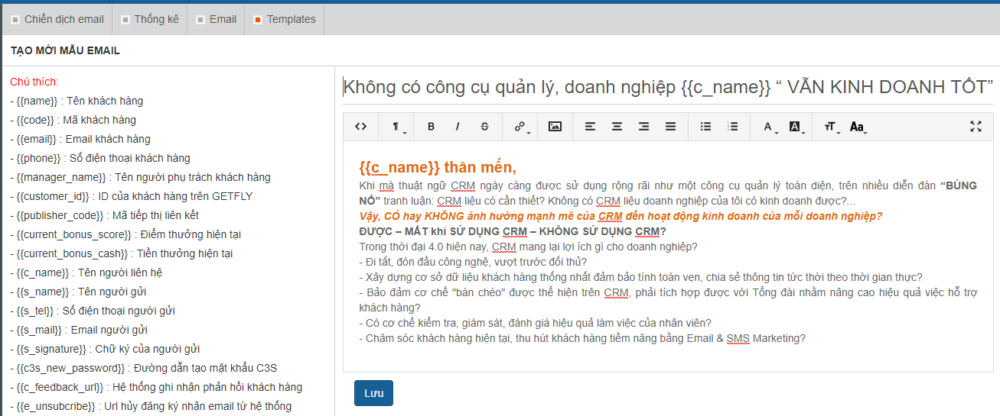 Chiến dịch email
Thống kê
Email
Templates
TẠO MỚI MẪU EMAIL
Chú thích:
- {{name}} : Tên khách hàng
- {{code}} : Mã khách hàng
- {{email}} : Email khách hàng
- {{phone}} : Số điện thoại khách hàng
- {{manager_name}} : Tên người phụ trách khách hàng
- {{customer_id}} : ID của khách hàng trên GETFLY
- {{publisher_code}} : Mã tiếp thị liên kết
- {{current_bonus_score}} : Điểm thưởng hiện tại
- {{current_bonus_cash}} : Tiền thưởng hiện tại
- {{c_name}} : Tên người liên hệ
- {{s_name}} : Tên người gửi
- {{s_tel}} : Số điện thoại người gửi
- {{s_mail}} : Email người gửi
- {{s_signature}} : Chữ ký của người gửi
- {{c3s_new_password}} : Đường dẫn tạo mật khẩu C3S
- {{c_feedback_url}} : Hệ thống ghi nhận phản hồi khách hàng
- {{e_unsubcribe}} : Url hủy đăng ký nhận email từ hệ thống
Không có công cụ quản lý, doanh nghiệp {{c_name}} “ VẪN KINH DOANH TỐT”
B I S A A TT Aa
{{c_name}} thân mến,
Khi mà thuật ngữ CRM ngày càng được sử dụng rộng rãi như một công cụ quản lý toàn diện, trên nhiều diễn đàn “BÙNG
NỔ” tranh luận: CRM liệu có cần thiết? Không có CRM liệu doanh nghiệp của tôi có kinh doanh được?...
Vậy, CÓ hay KHÔNG ảnh hưởng mạnh mẽ của CRM đến hoạt động kinh doanh của mỗi doanh nghiệp?
ĐƯỢC – MẤT khi SỬ DỤNG CRM – KHÔNG SỬ DỤNG CRM?
Trong thời đại 4.0 hiện nay, CRM mang lại lợi ích gì cho doanh nghiệp?
- Đi tắt, đón đầu công nghệ, vượt trước đối thủ?
- Xây dựng cơ sở dữ liệu khách hàng thống nhất đảm bảo tính toàn vẹn, chia sẻ thông tin tức thời theo thời gian thực?
- Bảo đảm cơ chế "bán chéo" được thể hiện trên CRM, phải tích hợp được với Tổng đài nhằm nâng cao hiệu quả việc hỗ trợ
khách hàng?
- Có cơ chế kiểm tra, giám sát, đánh giá hiệu quả làm việc của nhân viên?
- Chăm sóc khách hàng hiện tại, thu hút khách hàng tiềm năng bằng Email & SMS Marketing?
Lưu